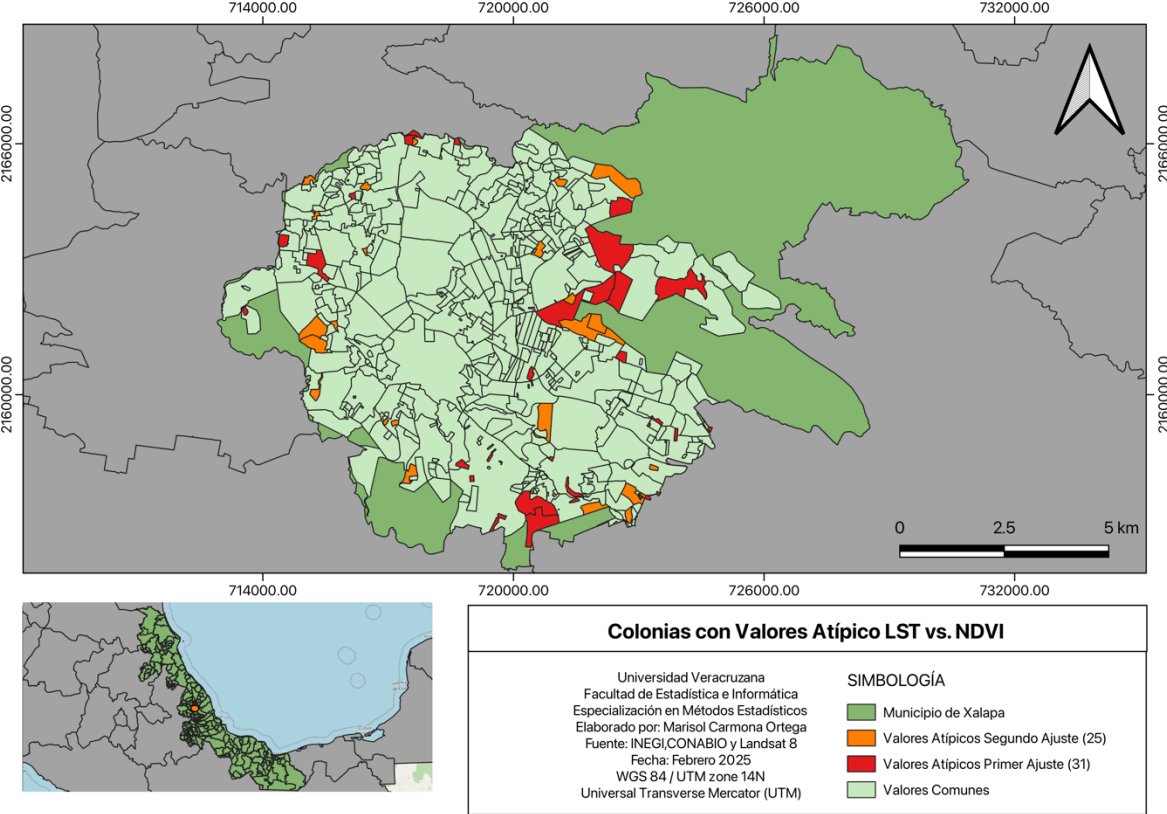 714000.00 720000.00 726000.00 732000.00
2166000.00 2166000.00
2160000.00 2160000.00
0 2.5 5 km
714000.00 720000.00 726000.00 732000.00
Colonias con Valores Atípico LST vs. NDVI
Universidad Veracruzana
Facultad de Estadística e Informática
Especialización en Métodos Estadísticos
Elaborado por: Marisol Carmona Ortega
Fuente: INEGI,CONABIO y Landsat 8
Fecha: Febrero 2025
WGS 84 / UTM zone 14N
Universal Transverse Mercator (UTM)
SIMBOLOGÍA
Municipio de Xalapa
Valores Atípicos Segundo Ajuste (25)
Valores Atípicos Primer Ajuste (31)
Valores Comunes